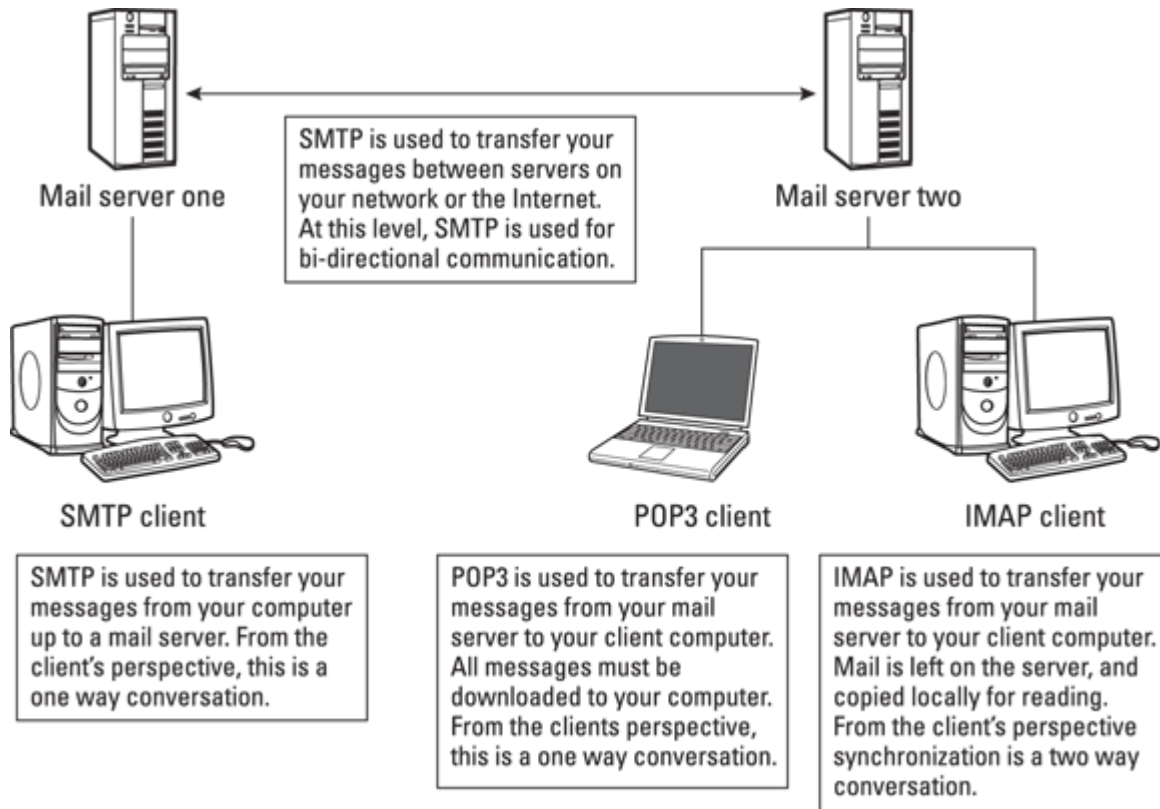 Mail server one
SMTP is used to transfer your
messages between servers on
your network or the Internet.
At this level, SMTP is used for
bi-directional communication.
Mail server two
SMTP client
POP3 client
IMAP client
SMTP is used to transfer your
messages from your computer
up to a mail server. From the
client's perspective, this is a
one way conversation.
POP3 is used to transfer your
messages from your mail
server to your client computer.
All messages must be
downloaded to your computer.
From the clients perspective,
this is a one way conversation.
IMAP is used to transfer your
messages from your mail
server to your client computer.
Mail is left on the server, and
copied locally for reading.
From the client's perspective
synchronization is a two way
conversation.